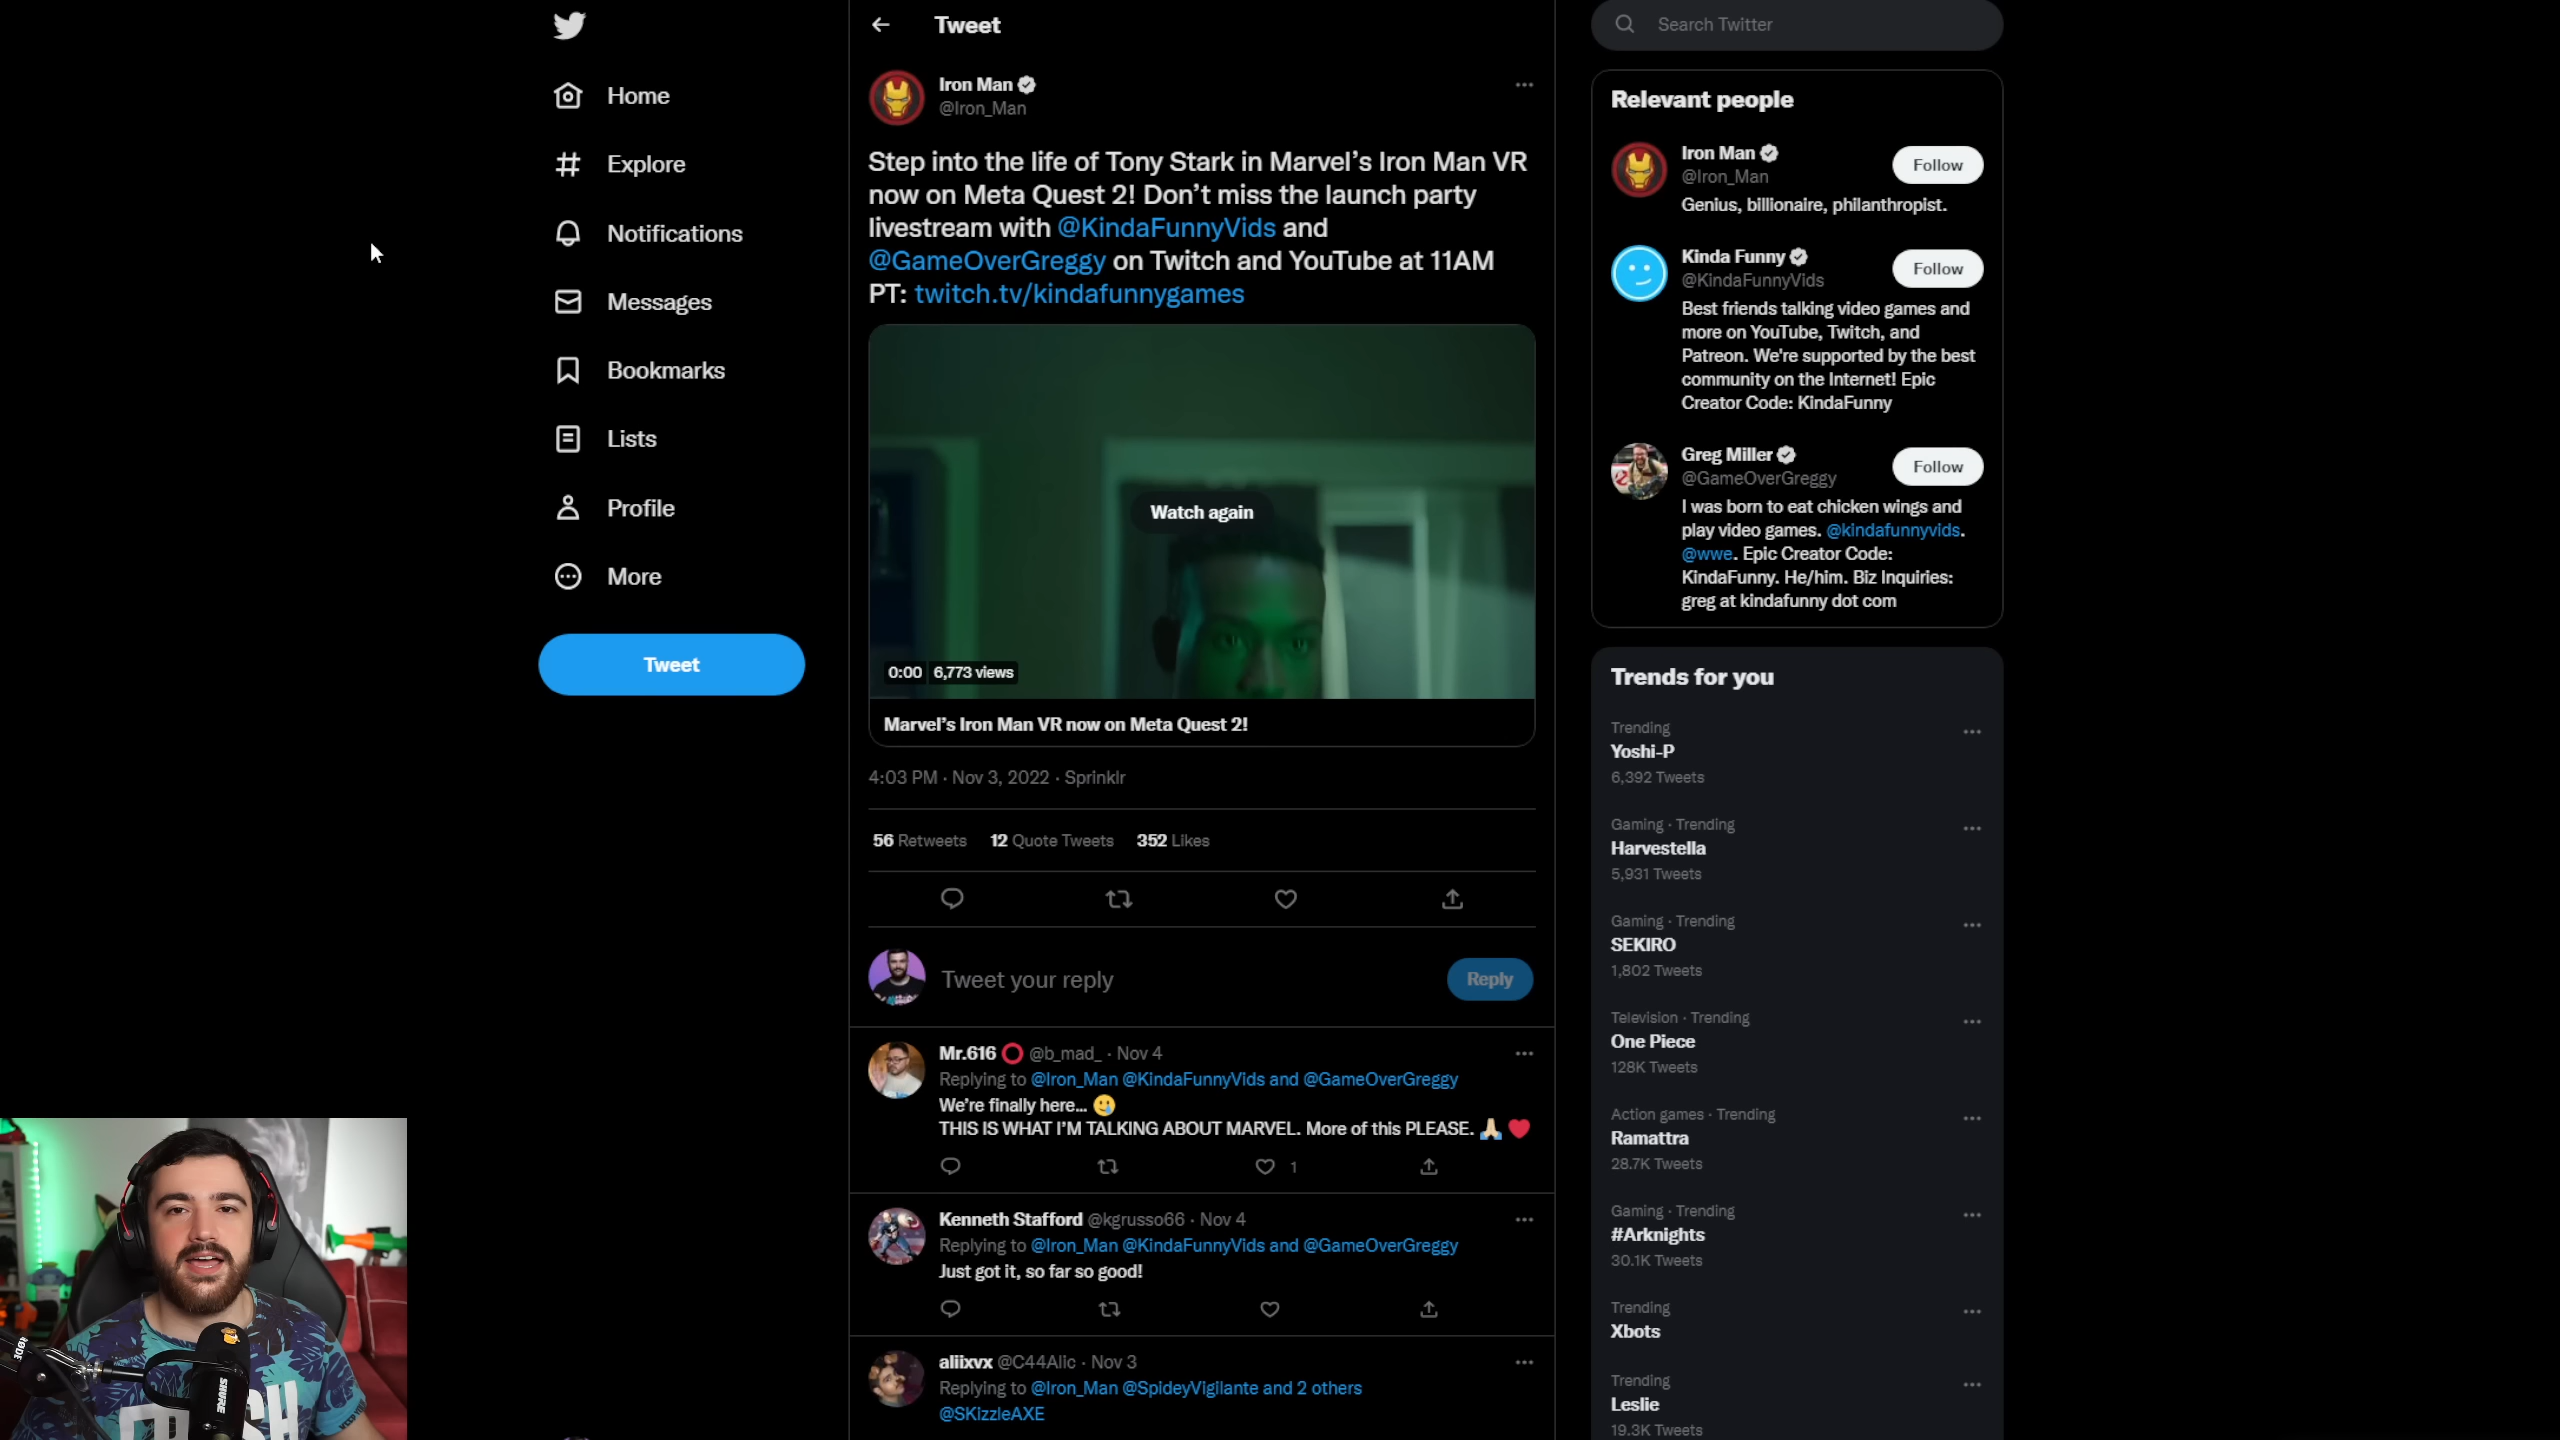 Home
Explore
Notifications
Messages
Bookmarks
Lists
Profile
More
Tweet
Tweet
Iron Man
@Iron_Man
Step into the life of Tony Stark in Marvel’s Iron Man VR
now on Meta Quest 2! Don’t miss the launch party
livestream with @KindaFunnyVids and
@GameOverGreggy on Twitch and YouTube at 11AM
PT: twitch.tv/kindafunnygames
Watch again
0:00 6,773 views
Marvel’s Iron Man VR now on Meta Quest 2!
4:03 PM · Nov 3, 2022 · Sprinklr
56 Retweets 12 Quote Tweets 352 Likes
Tweet your reply
Reply
Mr.616 @b_mad_ · Nov 4
Replying to @Iron_Man @KindaFunnyVids and @GameOverGreggy
We’re finally here... 🥲
THIS IS WHAT I’M TALKING ABOUT MARVEL. More of this PLEASE. 🙏 ❤️
1
Kenneth Stafford @kgrusso66 · Nov 4
Replying to @Iron_Man @KindaFunnyVids and @GameOverGreggy
Just got it, so far so good!
aliixvx @C44Alic · Nov 3
Replying to @Iron_Man @SpideyVigilante and 2 others
@SKizzleAXE
Search Twitter
Relevant people
Iron Man
@Iron_Man
Follow
Genius, billionaire, philanthropist.
Kinda Funny
@KindaFunnyVids
Follow
Best friends talking video games and
more on YouTube, Twitch, and
Patreon. We're supported by the best
community on the Internet! Epic
Creator Code: KindaFunny
Greg Miller
@GameOverGreggy
Follow
I was born to eat chicken wings and
play video games. @kindafunnyvids.
@wwe. Epic Creator Code:
KindaFunny. He/him. Biz Inquiries:
greg at kindafunny dot com
Trends for you
Trending
Yoshi-P
6,392 Tweets
Gaming · Trending
Harvestella
5,931 Tweets
Gaming · Trending
SEKIRO
1,802 Tweets
Television · Trending
One Piece
128K Tweets
Action games · Trending
Ramattra
28.7K Tweets
Gaming · Trending
#Arknights
30.1K Tweets
Trending
Xbots
Trending
Leslie
19.3K Tweets
RØDE
SHURE